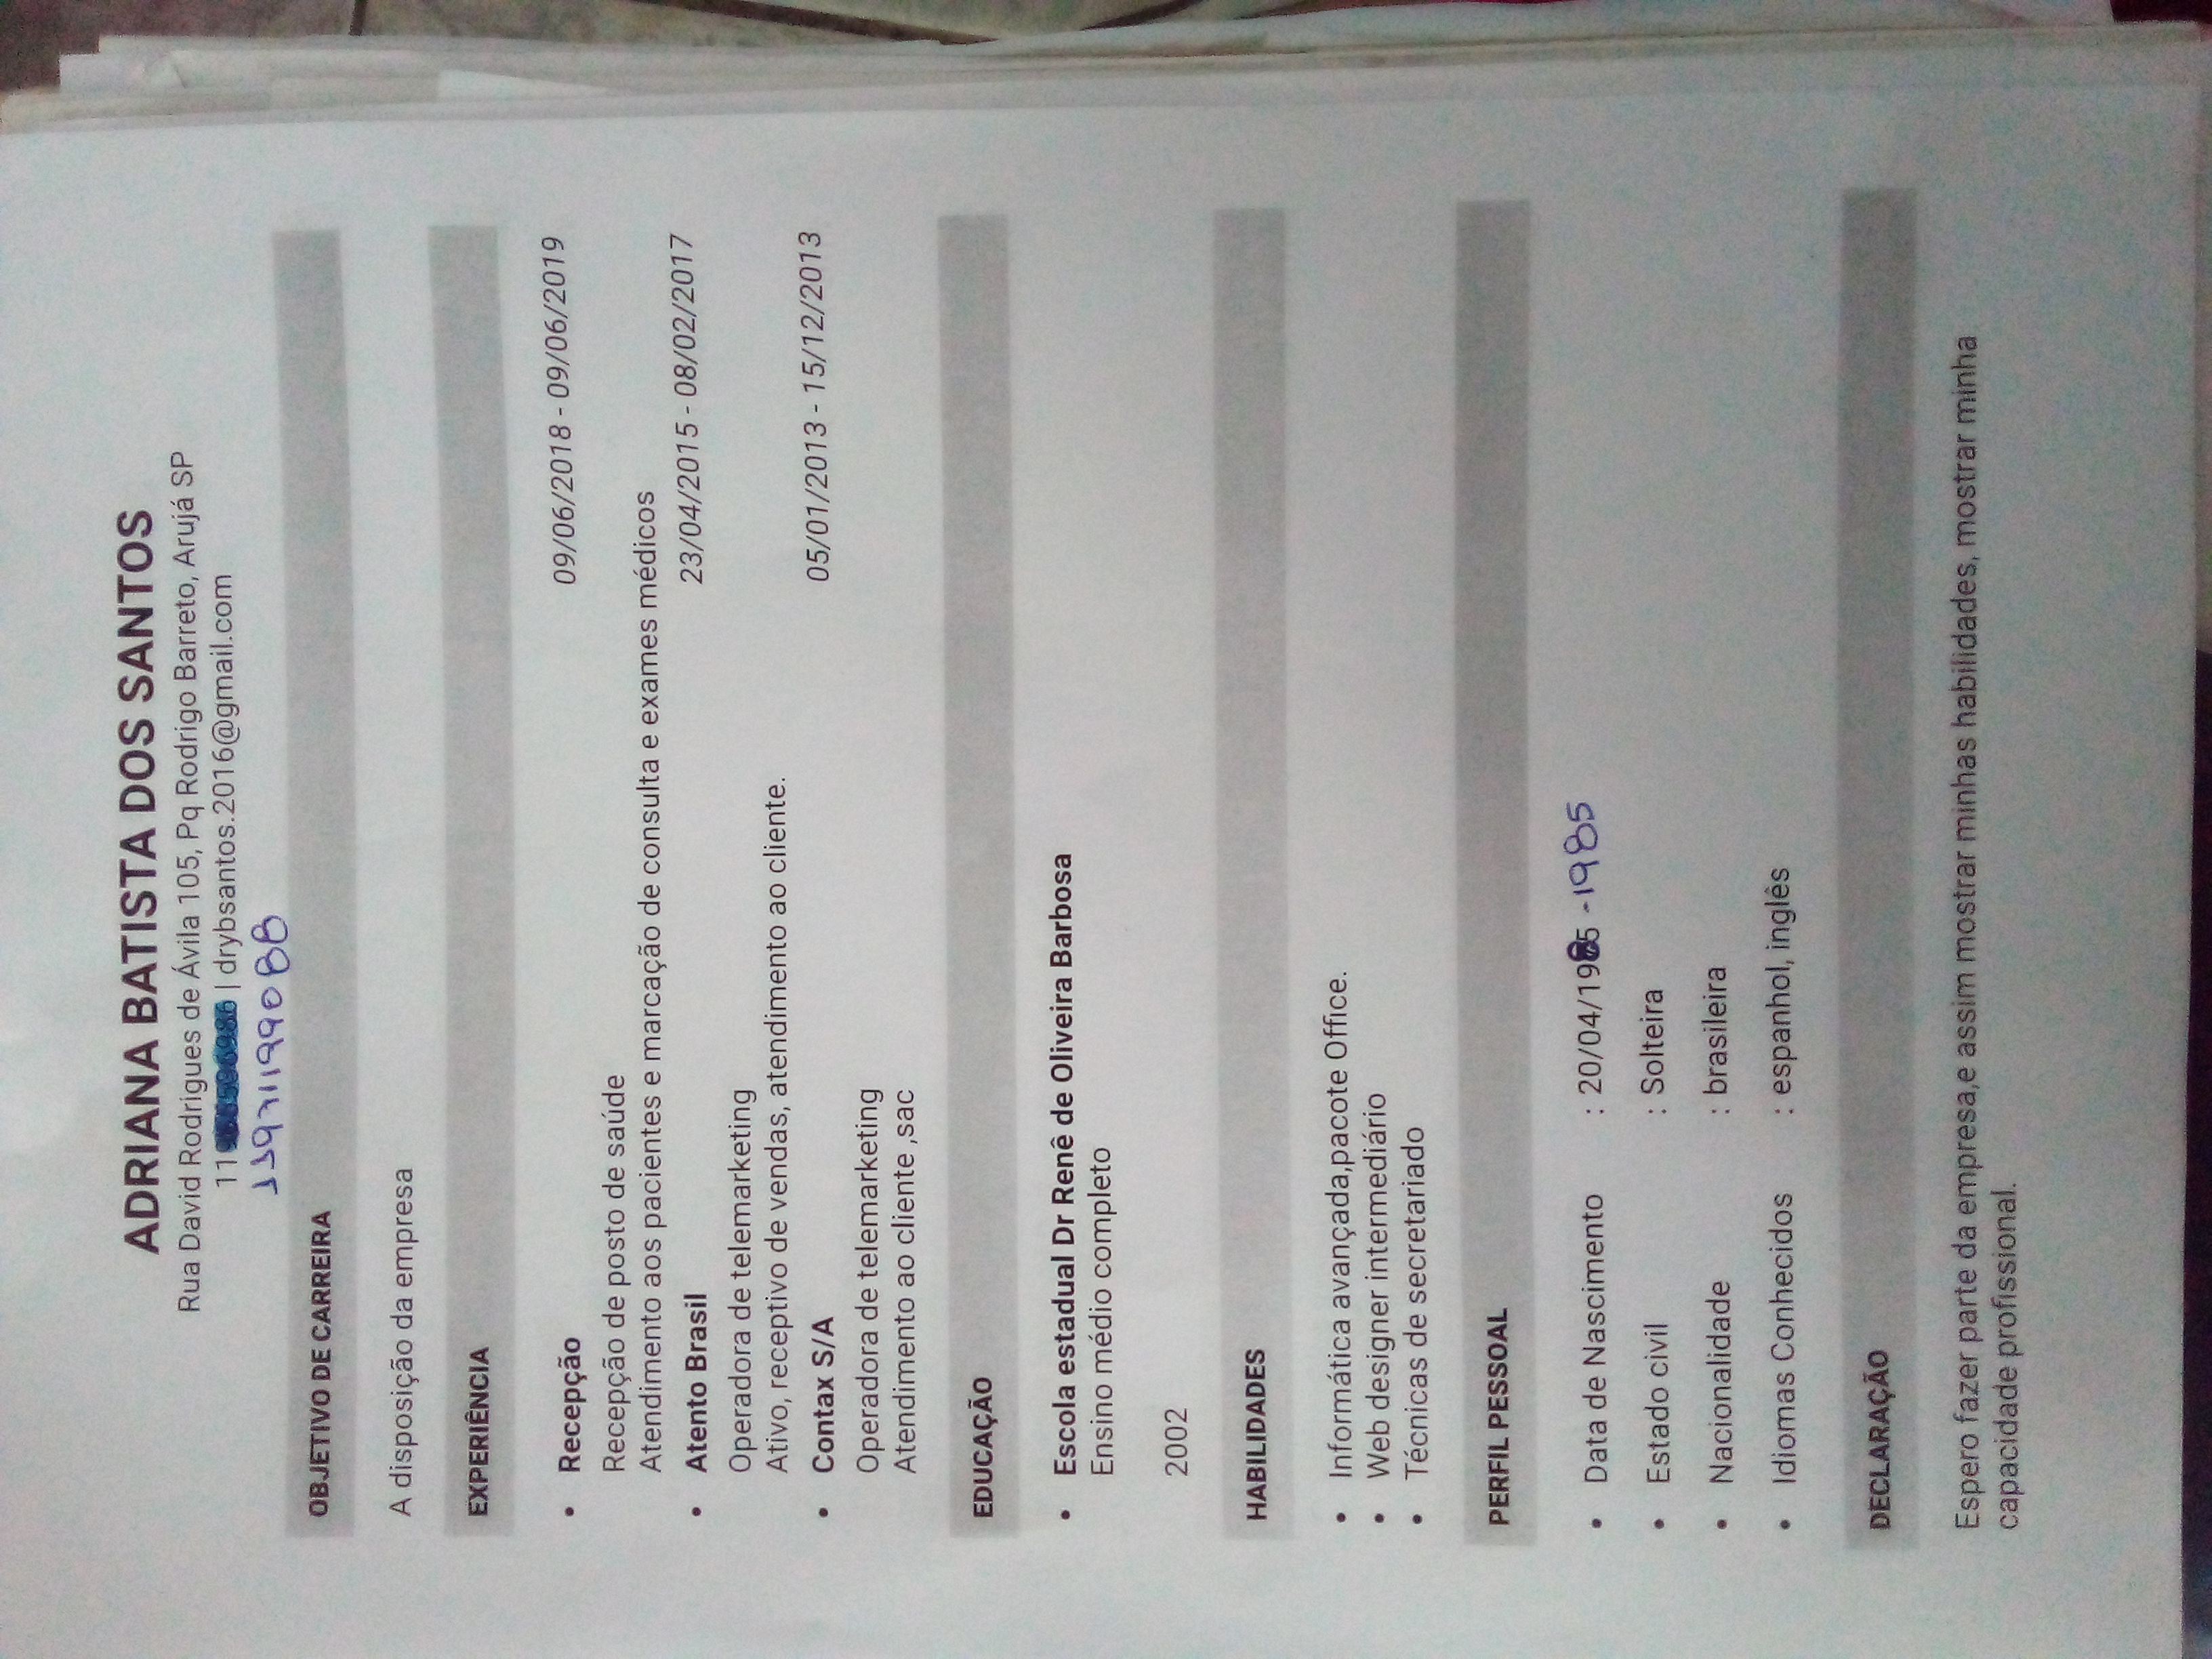 ADRIANA BATISTA DOS SANTOS
Rua David Rodrigues de Ávila 105, Pq Rodrigo Barreto, Arujá SP
11 | drybsantos.2016@gmail.com
11971199088
OBJETIVO DE CARREIRA
A disposição da empresa
EXPERIÊNCIA
• Recepção 09/06/2018 - 09/06/2019
Recepção de posto de saúde
Atendimento aos pacientes e marcação de consulta e exames médicos
• Atento Brasil 23/04/2015 - 08/02/2017
Operadora de telemarketing
Ativo, receptivo de vendas, atendimento ao cliente.
• Contax S/A 05/01/2013 - 15/12/2013
Operadora de telemarketing
Atendimento ao cliente ,sac
EDUCAÇÃO
• Escola estadual Dr Renê de Oliveira Barbosa
Ensino médio completo
2002
HABILIDADES
• Informática avançada,pacote Office.
• Web designer intermediário
• Técnicas de secretariado
PERFIL PESSOAL
• Data de Nascimento : 20/04/1985 -1985
• Estado civil : Solteira
• Nacionalidade : brasileira
• Idiomas Conhecidos : espanhol, inglês
DECLARAÇÃO
Espero fazer parte da empresa,e assim mostrar minhas habilidades, mostrar minha
capacidade profissional.